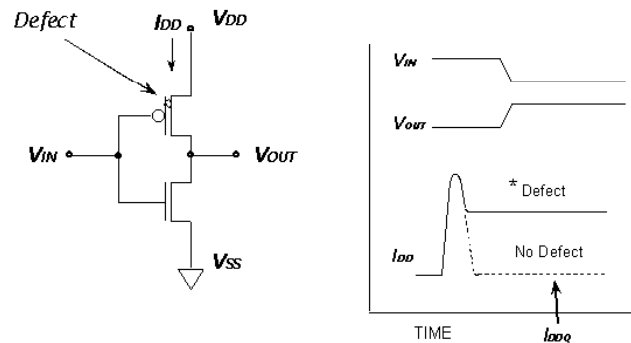 Defect
IDD
VDD
VIN
VOUT
VSS
VIN
VOUT
* Defect
IDD
No Defect
TIME
IDDQ